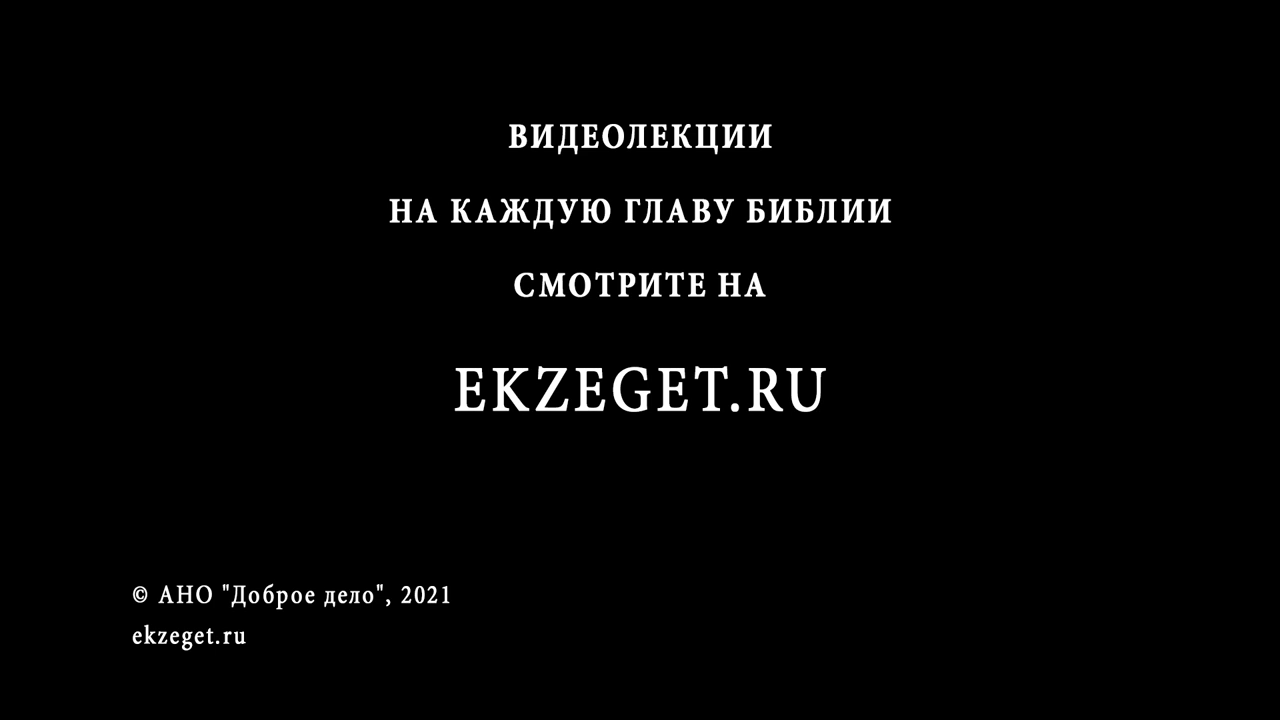 ВИДЕОЛЕКЦИИ
НА КАЖДУЮ ГЛАВУ БИБЛИИ
СМОТРИТЕ НА
EKZEGET.RU
© АНО "Доброе дело", 2021
ekzeget.ru